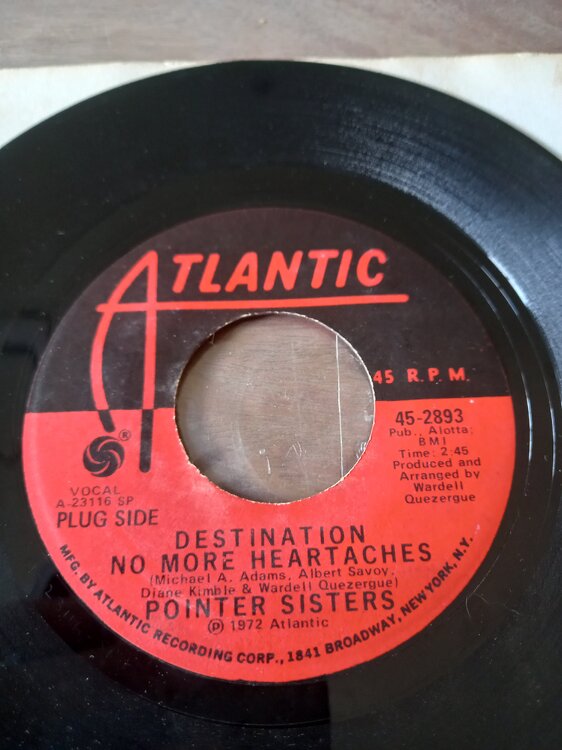 ATLANTIC
45 R.P.M.
®
45-2893
Pub., Alotta;
BMI
Time: 2:45
Produced and
Arranged by
Wardell
Quezergue
VOCAL
A-23116 SP
PLUG SIDE
DESTINATION
NO MORE HEARTACHES
(Michael A. Adams, Albert Savoy,
Diane Kimble & Wardell Quezergue)
POINTER SISTERS
℗ 1972 Atlantic
MFG. BY ATLANTIC RECORDING CORP., 1841 BROADWAY, NEW YORK, N.Y.